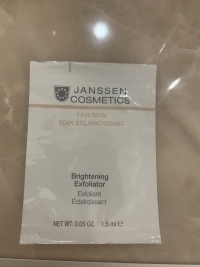 JANSSEN
COSMETICS
FAIR SKIN
SOIN ÉCLAIRCISSANT
Brightening
Exfoliator
Exfoliant
Éclaircissant
NET WT. 0.05 OZ. 1.5 ml ℮